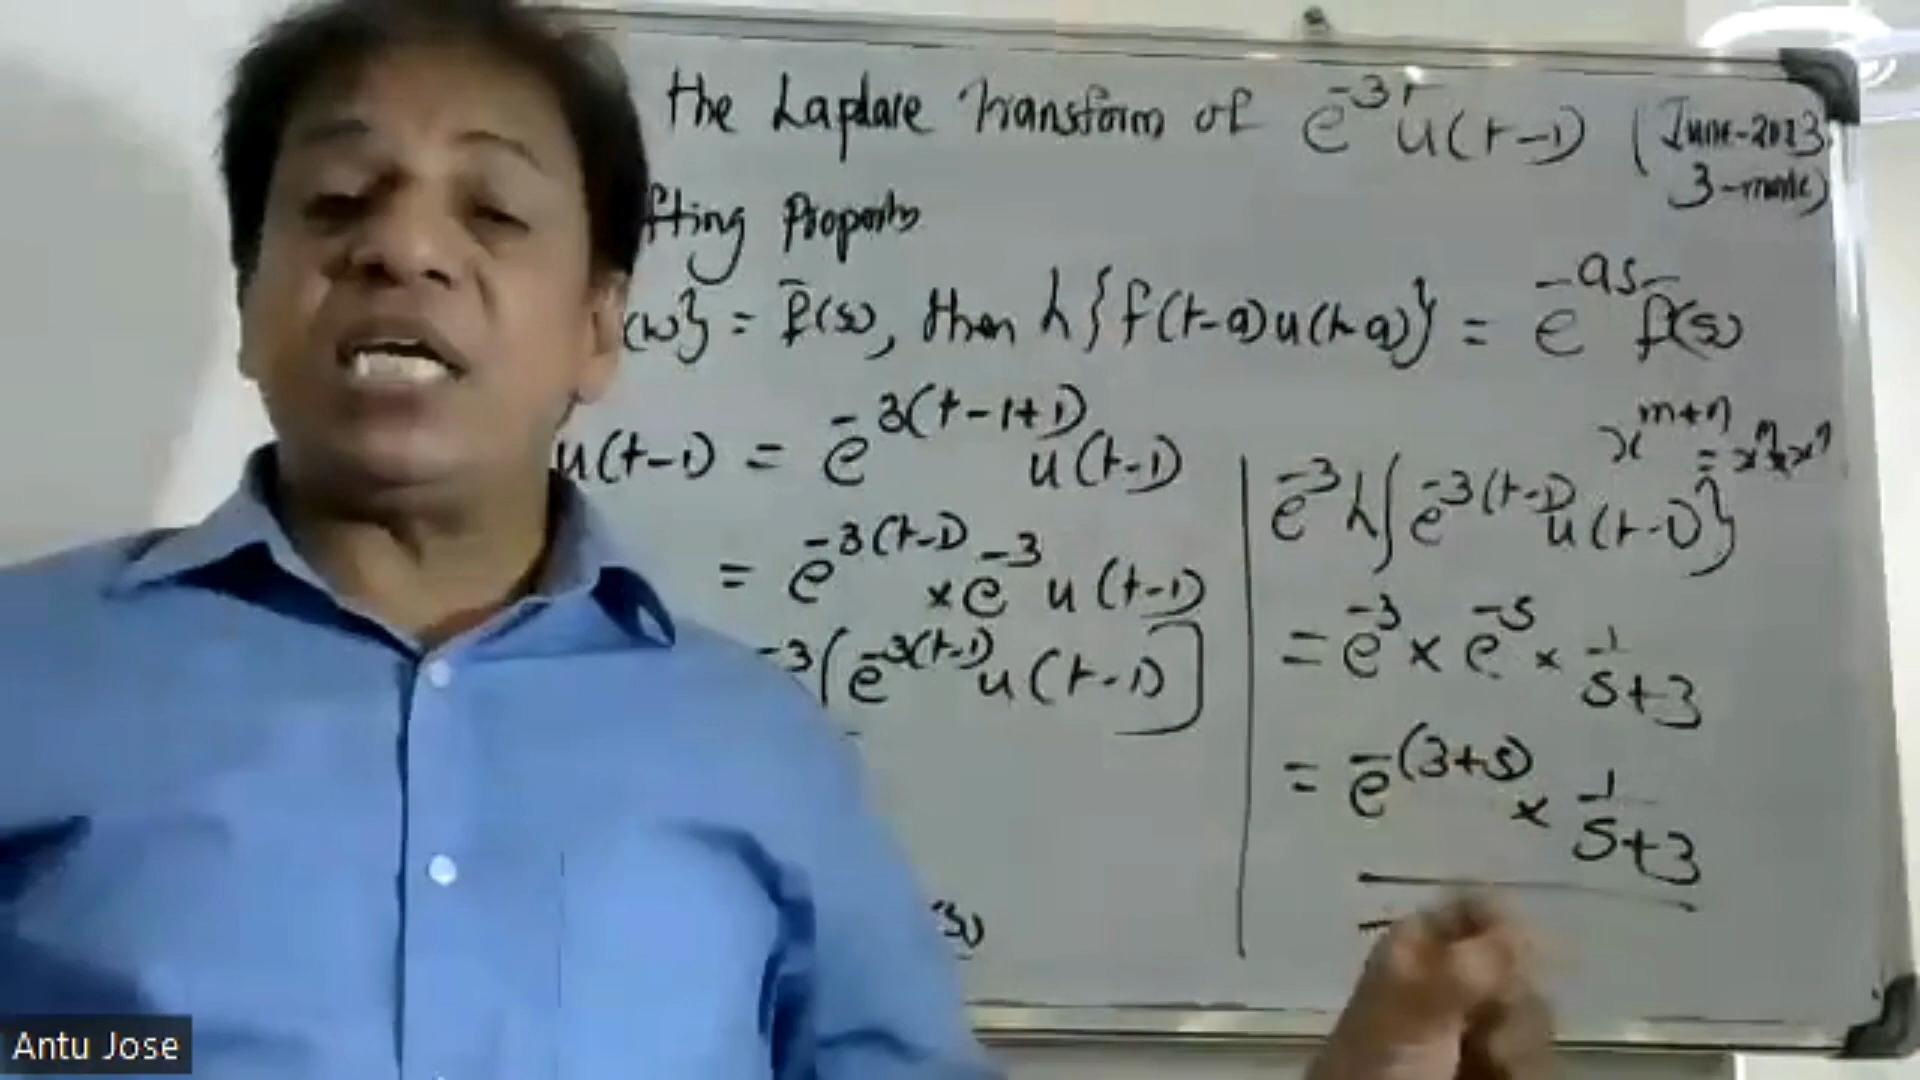 the Laplace Transform of e^{-3t} u(t-1) (June-2023
3-mark)
fting Property
= f̄(s), then L{f(t-a)u(t-a)} = e^{-as} f̄(s)
u(t-1) = e^{-3(t-1+1)} u(t-1)
= e^{-3(t-1)} × e^{-3} u(t-1)
-3 [e^{-3(t-1)} u(t-1)]
x^{m+n}
= x^m × x^n
e^{-3} L{e^{-3(t-1)} u(t-1)}
= e^{-3} × e^{-s} × 1/(s+3)
= e^{-(3+s)} × 1/(s+3)
Antu Jose